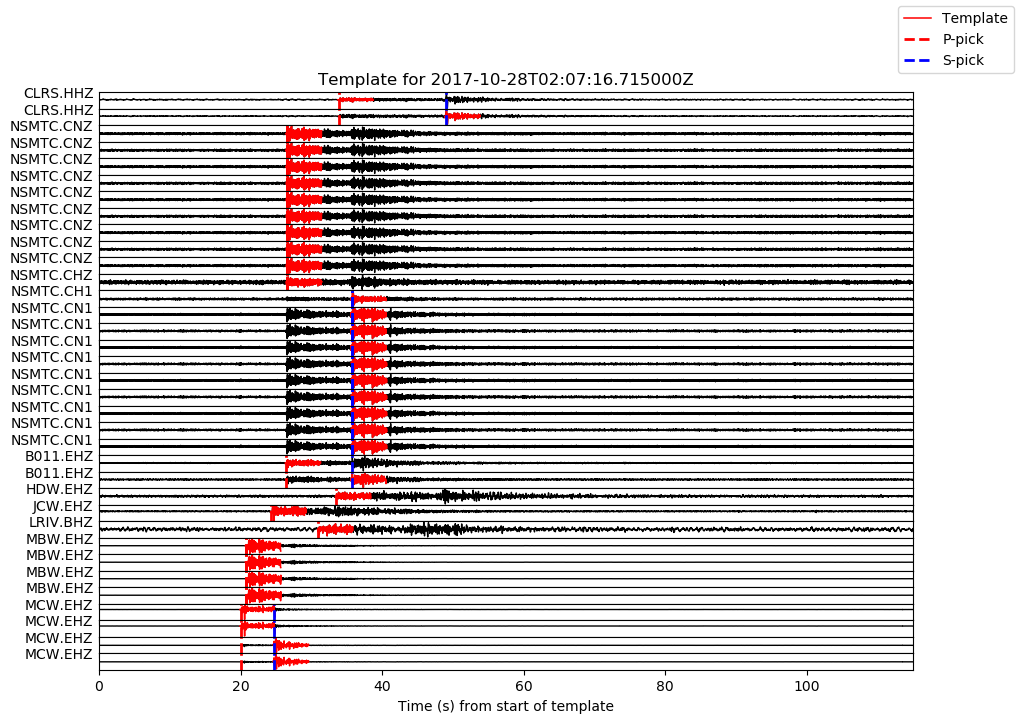 Template
P-pick
S-pick
Template for 2017-10-28T02:07:16.715000Z
CLRS.HHZ
CLRS.HHZ
NSMTC.CNZ
NSMTC.CNZ
NSMTC.CNZ
NSMTC.CNZ
NSMTC.CNZ
NSMTC.CNZ
NSMTC.CNZ
NSMTC.CNZ
NSMTC.CNZ
NSMTC.CHZ
NSMTC.CH1
NSMTC.CN1
NSMTC.CN1
NSMTC.CN1
NSMTC.CN1
NSMTC.CN1
NSMTC.CN1
NSMTC.CN1
NSMTC.CN1
NSMTC.CN1
B011.EHZ
B011.EHZ
HDW.EHZ
JCW.EHZ
LRIV.BHZ
MBW.EHZ
MBW.EHZ
MBW.EHZ
MBW.EHZ
MCW.EHZ
MCW.EHZ
MCW.EHZ
MCW.EHZ
0 20 40 60 80 100
Time (s) from start of template